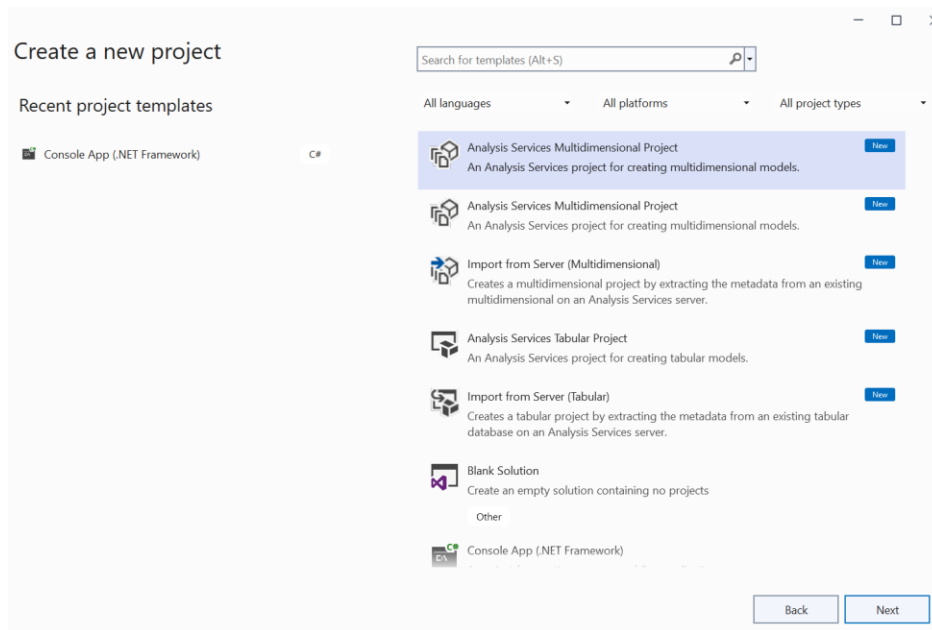 Create a new project
Search for templates (Alt+S)
Recent project templates
All languages
All platforms
All project types
Console App (.NET Framework)
C#
Analysis Services Multidimensional Project
New
An Analysis Services project for creating multidimensional models.
Analysis Services Multidimensional Project
New
An Analysis Services project for creating multidimensional models.
Import from Server (Multidimensional)
New
Creates a multidimensional project by extracting the metadata from an existing
multidimensional on an Analysis Services server.
Analysis Services Tabular Project
New
An Analysis Services project for creating tabular models.
Import from Server (Tabular)
New
Creates a tabular project by extracting the metadata from an existing tabular
database on an Analysis Services server.
Blank Solution
Create an empty solution containing no projects
Other
Console App (.NET Framework)
Back
Next